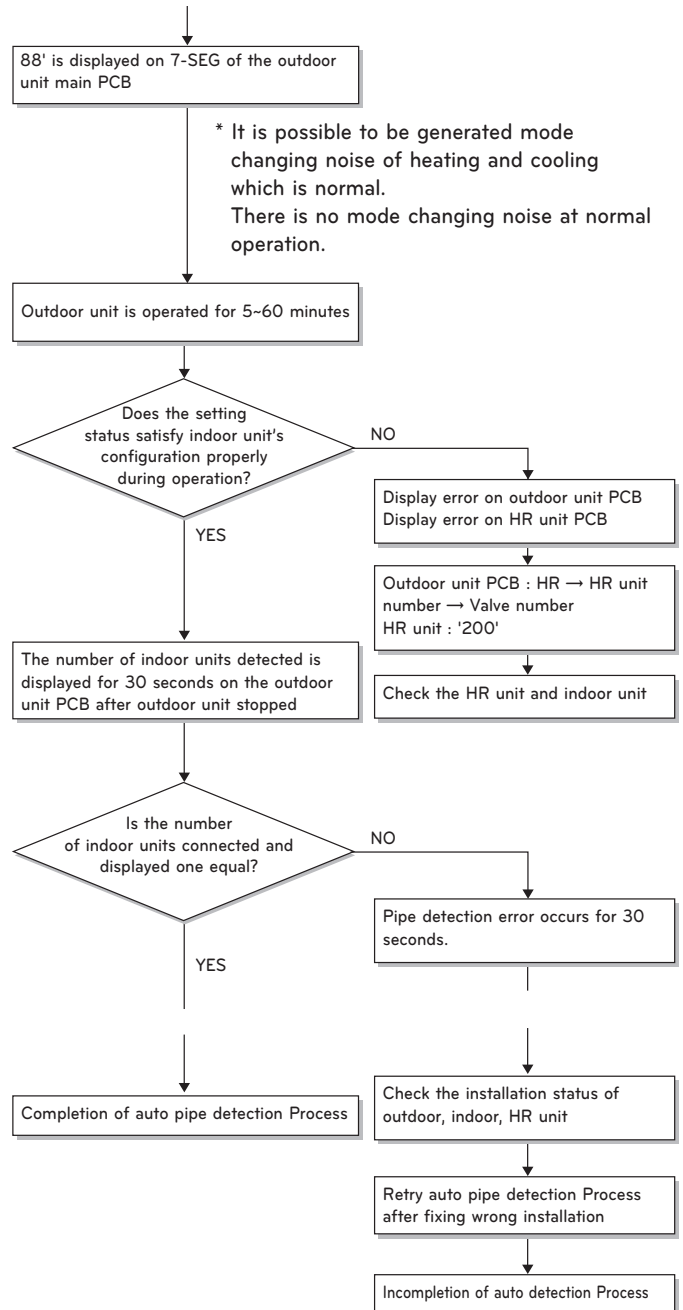 88' is displayed on 7-SEG of the outdoor
unit main PCB
* It is possible to be generated mode
changing noise of heating and cooling
which is normal.
There is no mode changing noise at normal
operation.
Outdoor unit is operated for 5~60 minutes
Does the setting
status satisfy indoor unit's
configuration properly
during operation?
NO
Display error on outdoor unit PCB
Display error on HR unit PCB
YES
Outdoor unit PCB : HR → HR unit
number → Valve number
HR unit : '200'
The number of indoor units detected is
displayed for 30 seconds on the outdoor
unit PCB after outdoor unit stopped
Check the HR unit and indoor unit
Is the number
of indoor units connected and
displayed one equal?
NO
Pipe detection error occurs for 30
seconds.
YES
Completion of auto pipe detection Process
Check the installation status of
outdoor, indoor, HR unit
Retry auto pipe detection Process
after fixing wrong installation
Incompletion of auto detection Process